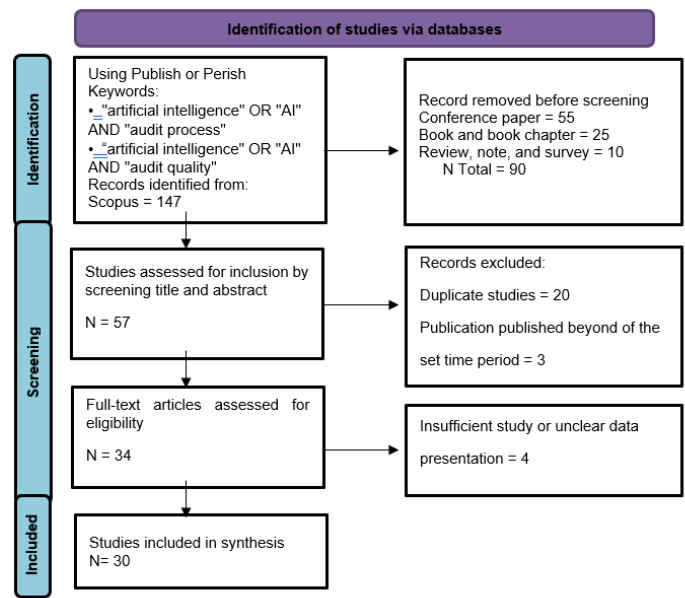 Identification of studies via databases
Identification
Using Publish or Perish
Keywords:
•_"artificial intelligence" OR "AI"
AND "audit process"
•_"artificial intelligence" OR "AI"
AND "audit quality"
Records identified from:
Scopus = 147
Record removed before screening
Conference paper = 55
Book and book chapter = 25
Review, note, and survey = 10
N Total = 90
Screening
Studies assessed for inclusion by
screening title and abstract
N = 57
Records excluded:
Duplicate studies = 20
Publication published beyond of the
set time period = 3
Full-text articles assessed for
eligibility
N = 34
Insufficient study or unclear data
presentation = 4
Included
Studies included in synthesis
N= 30